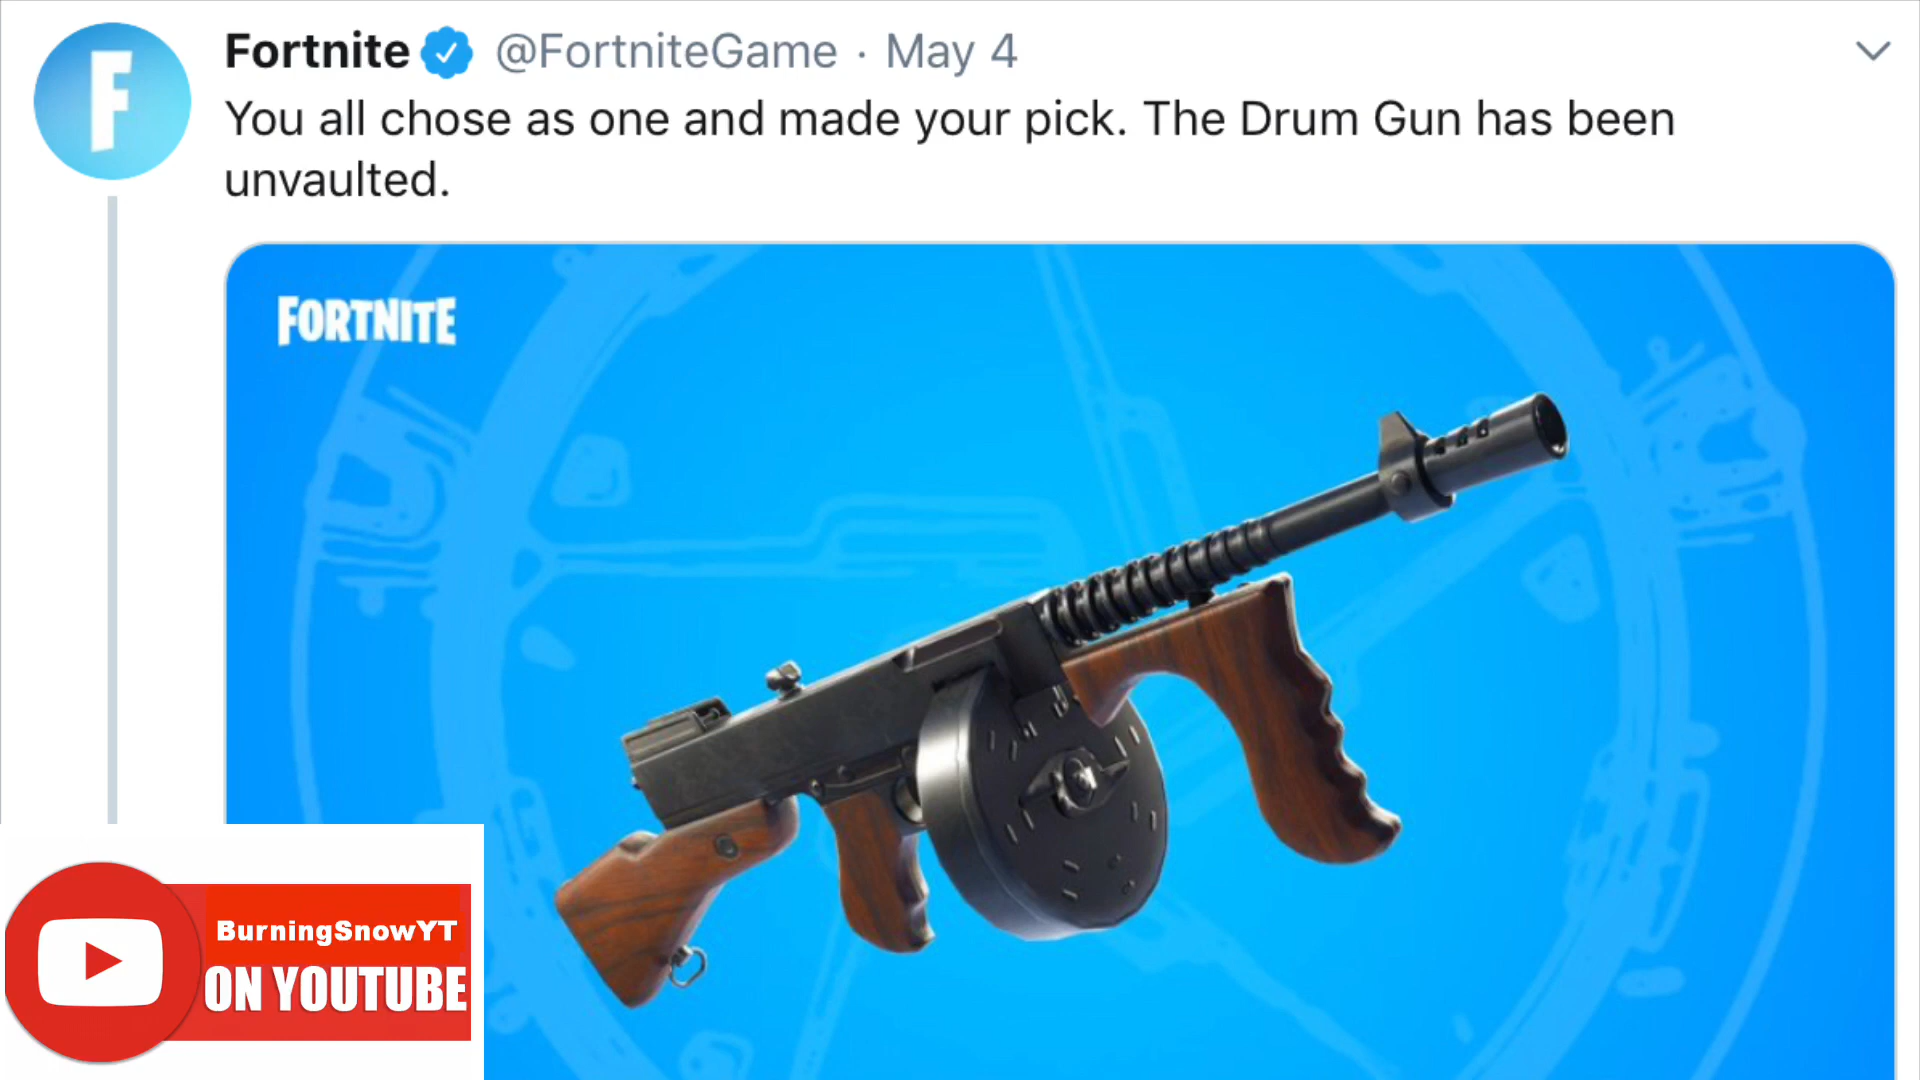 Fortnite @FortniteGame · May 4
You all chose as one and made your pick. The Drum Gun has been
unvaulted.
FORTNITE
BurningSnowYT
ON YOUTUBE